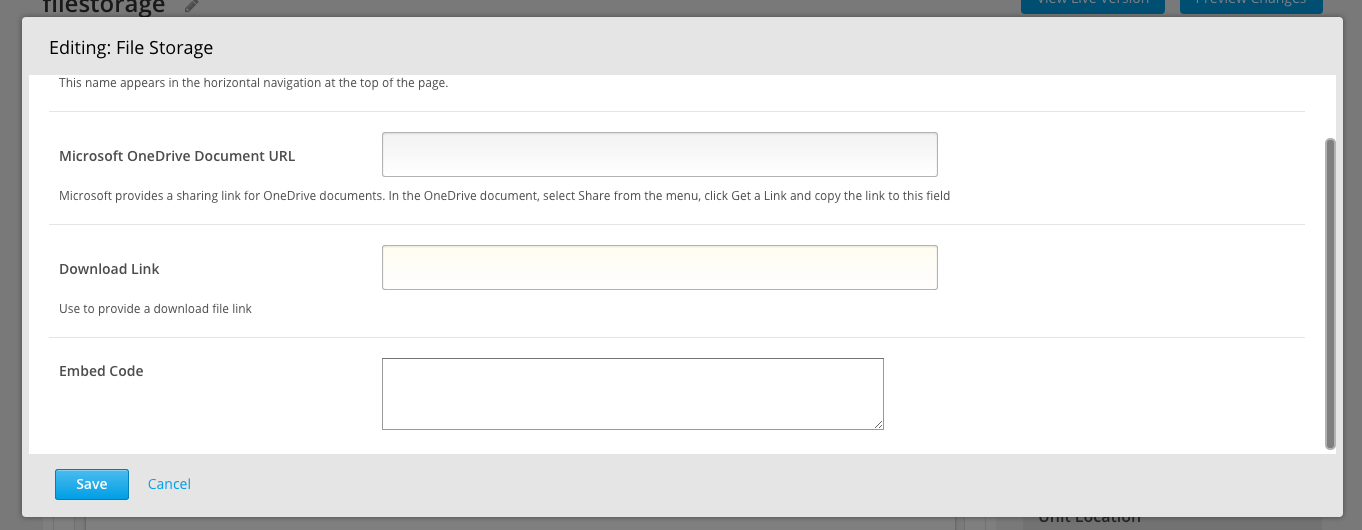 filestorage
View Live Version
Preview Changes
Editing: File Storage
This name appears in the horizontal navigation at the top of the page.
Microsoft OneDrive Document URL
Microsoft provides a sharing link for OneDrive documents. In the OneDrive document, select Share from the menu, click Get a Link and copy the link to this field
Download Link
Use to provide a download file link
Embed Code
Save
Cancel
Unit Location